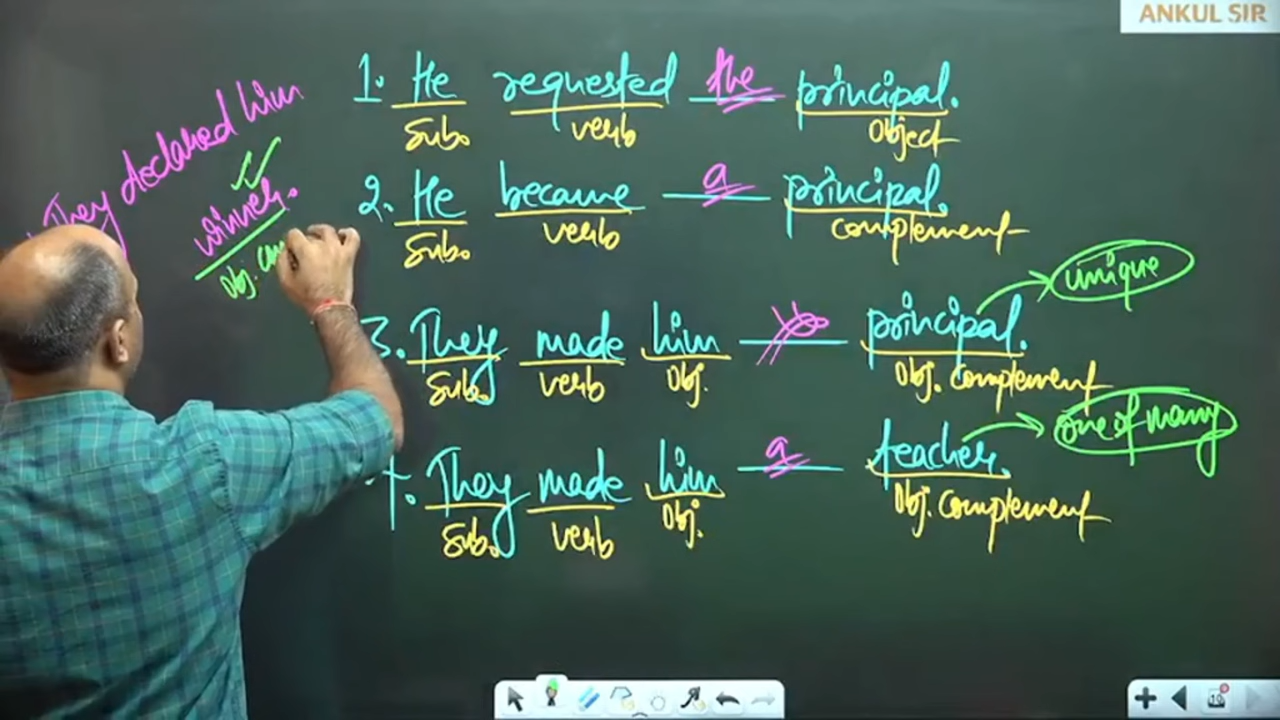 ANKUL SIR
1. He requested the principal.
Sub. verb Object
2. He became a principal.
Sub. verb complement
They declared him
winner.
Obj.
unique
3. They made him principal.
Sub. verb Obj. Obj. complement
one of many
They made him a teacher.
Sub. verb Obj. Obj. complement